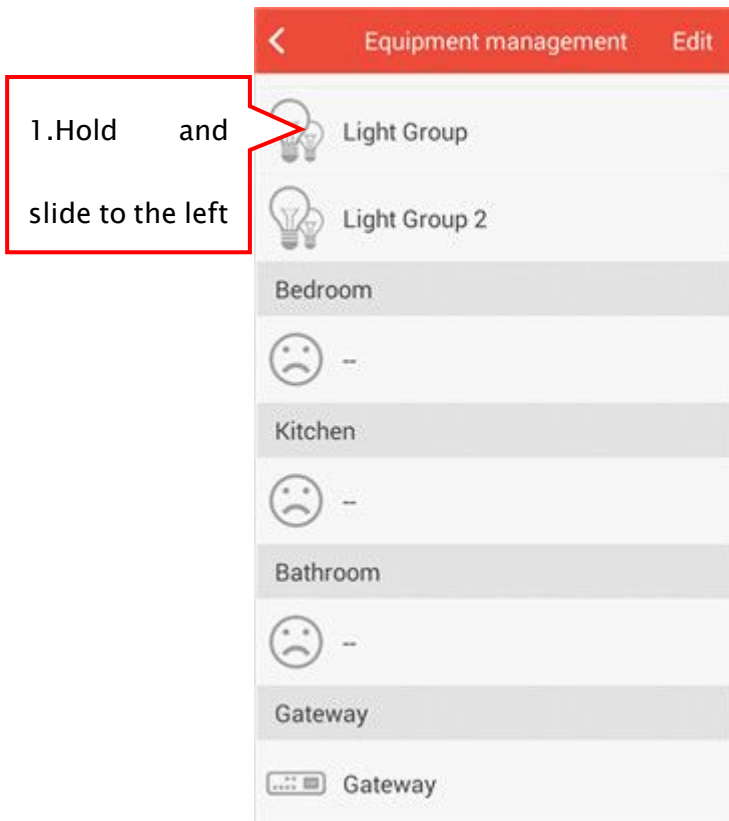 Equipment management Edit
1.Hold and
slide to the left
Light Group
Light Group 2
Bedroom
--
Kitchen
--
Bathroom
--
Gateway
Gateway